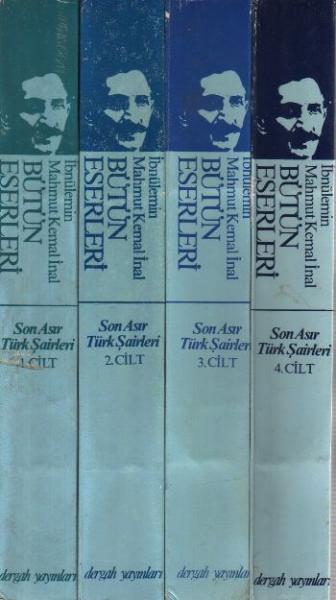 İbnülemin
Mahmut Kemal İnal
BÜTÜN
ESERLERİ
Son Asır
Türk Şairleri
1. CİLT
dergah yayınları
İbnülemin
Mahmut Kemal İnal
BÜTÜN
ESERLERİ
Son Asır
Türk Şairleri
2. CİLT
dergah yayınları
İbnülemin
Mahmut Kemal İnal
BÜTÜN
ESERLERİ
Son Asır
Türk Şairler
3. CİLT
dergah yayınları
İbnülemin
Mahmut Kemal İnal
BÜTÜN
ESERLERİ
Son Asır
Türk Şairleri
4. CİLT
dergah yayınları